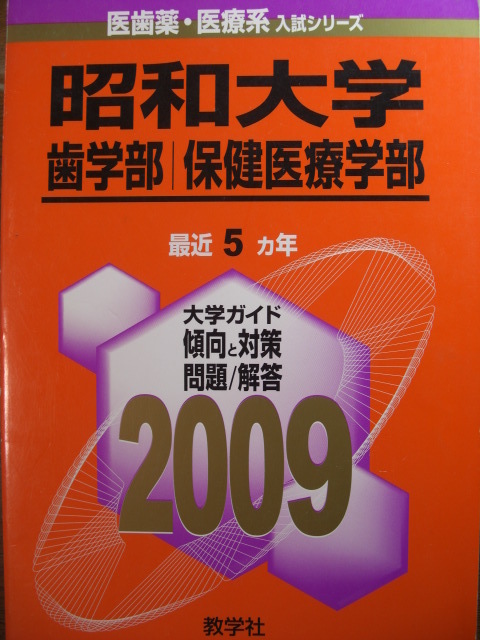 医歯薬・医療系 入試シリーズ
昭和大学
歯学部|保健医療学部
最近 5 ヵ年
大学ガイド
傾向と対策
問題/解答
2009
教学社